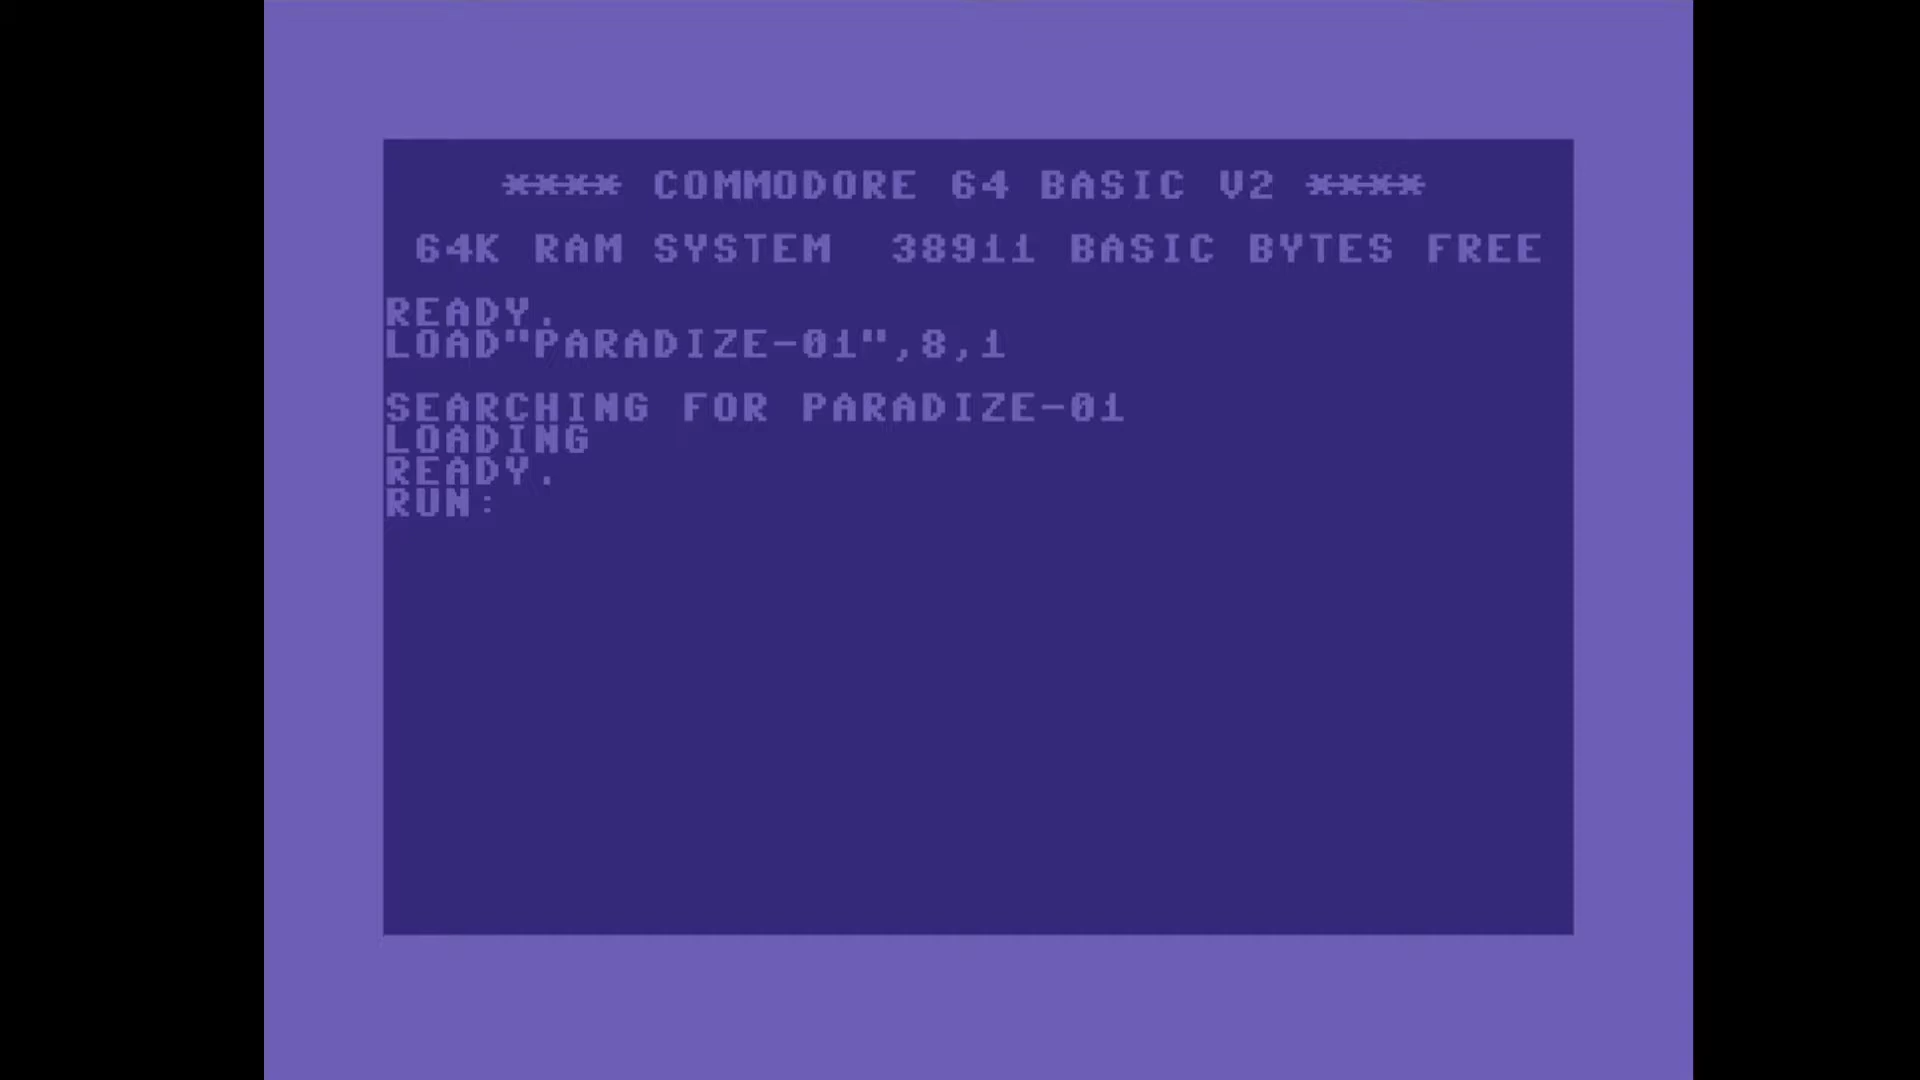 **** COMMODORE 64 BASIC V2 ****
64K RAM SYSTEM  38911 BASIC BYTES FREE
READY.
LOAD"PARADIZE-01",8,1
SEARCHING FOR PARADIZE-01
LOADING
READY.
RUN: